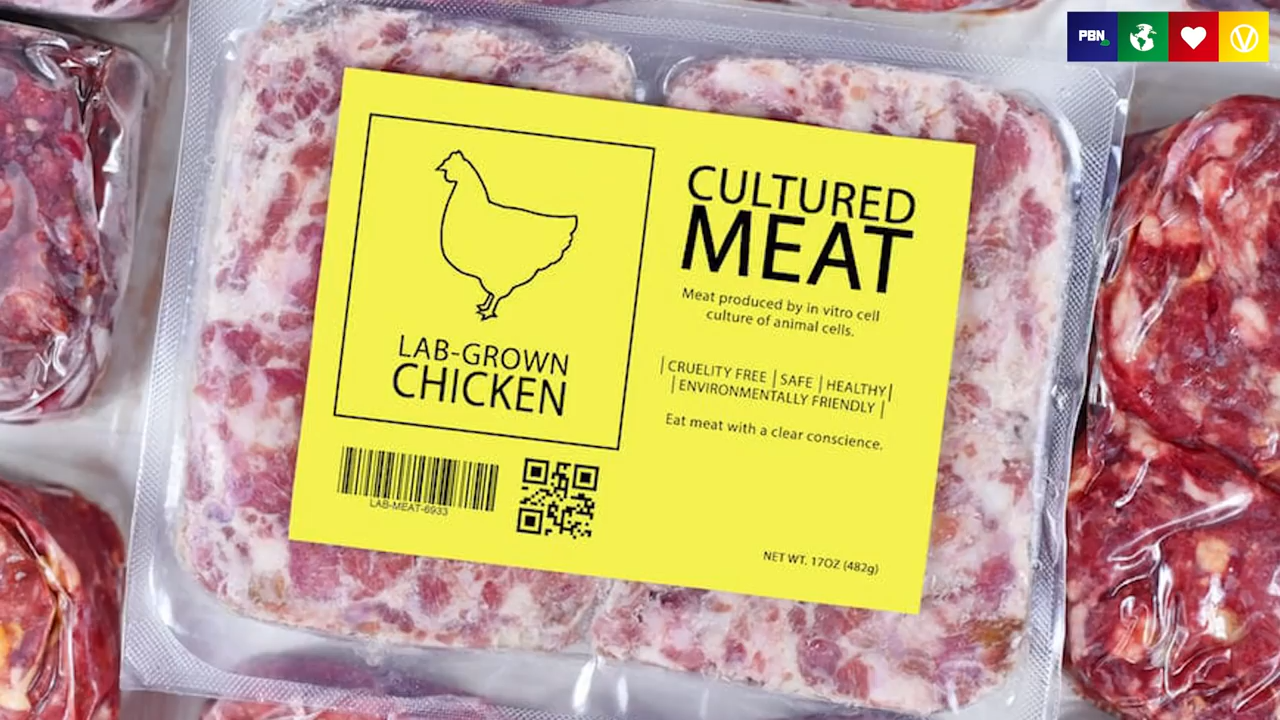 PBN
LAB-GROWN
CHICKEN
LAB-MEAT-6933
CULTURED
MEAT
Meat produced by in vitro cell
culture of animal cells.
| CRUELITY FREE | SAFE | HEALTHY |
| ENVIRONMENTALLY FRIENDLY |
Eat meat with a clear conscience.
NET WT. 17OZ (482g)